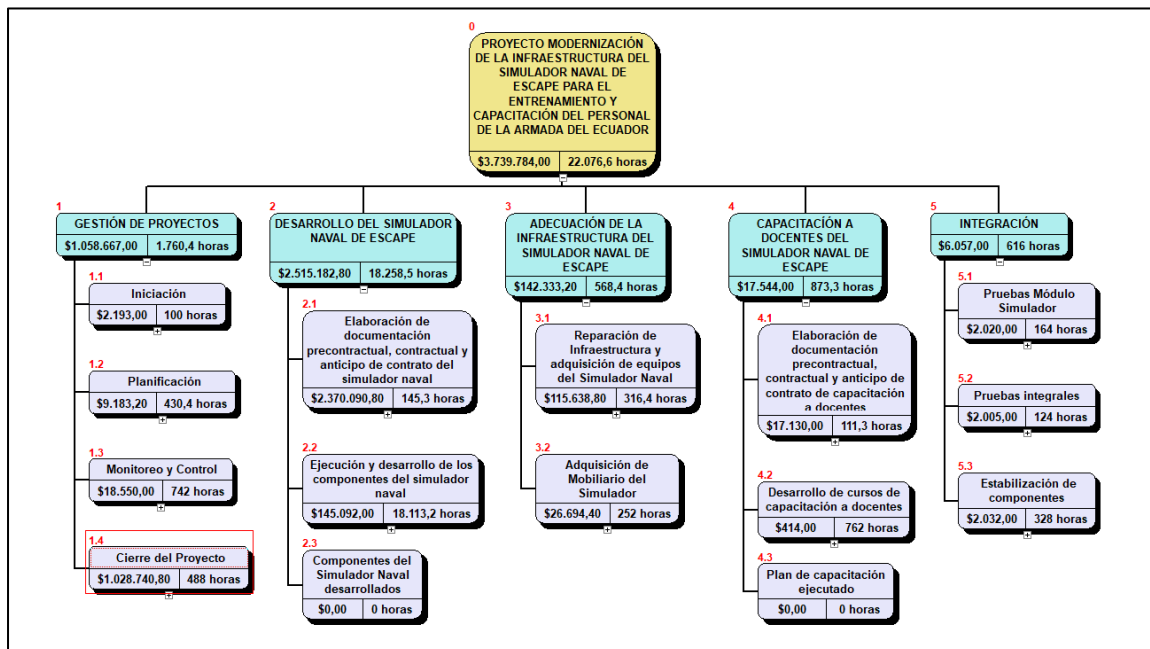 0
PROYECTO MODERNIZACIÓN
DE LA INFRAESTRUCTURA DEL
SIMULADOR NAVAL DE
ESCAPE PARA EL
ENTRENAMIENTO Y
CAPACITACIÓN DEL PERSONAL
DE LA ARMADA DEL ECUADOR
$3.739.784,00 22.076,6 horas
1
GESTIÓN DE PROYECTOS
$1.058.667,00 1.760,4 horas
1.1
Iniciación
$2.193,00 100 horas
1.2
Planificación
$9.183,20 430,4 horas
1.3
Monitoreo y Control
$18.550,00 742 horas
1.4
Cierre del Proyecto
$1.028.740,80 488 horas
2
DESARROLLO DEL SIMULADOR
NAVAL DE ESCAPE
$2.515.182,80 18.258,5 horas
2.1
Elaboración de
documentación
precontractual, contractual y
anticipo de contrato del
simulador naval
$2.370.090,80 145,3 horas
2.2
Ejecución y desarrollo de los
componentes del simulador
naval
$145.092,00 18.113,2 horas
2.3
Componentes del
Simulador Naval
desarrollados
$0,00 0 horas
3
ADECUACIÓN DE LA
INFRAESTRUCTURA DEL
SIMULADOR NAVAL DE
ESCAPE
$142.333,20 568,4 horas
3.1
Reparación de
Infraestructura y
adquisición de equipos
del Simulador Naval
$115.638,80 316,4 horas
3.2
Adquisición de
Mobiliario del
Simulador
$26.694,40 252 horas
4
CAPACITACÍÓN A
DOCENTES DEL
SIMULADOR NAVAL DE
ESCAPE
$17.544,00 873,3 horas
4.1
Elaboración de
documentación
precontractual,
contractual y anticipo de
contrato de capacitación
a docentes
$17.130,00 111,3 horas
4.2
Desarrollo de cursos de
capacitación a docentes
$414,00 762 horas
4.3
Plan de capacitación
ejecutado
$0,00 0 horas
5
INTEGRACIÓN
$6.057,00 616 horas
5.1
Pruebas Módulo
Simulador
$2.020,00 164 horas
5.2
Pruebas integrales
$2.005,00 124 horas
5.3
Estabilización de
componentes
$2.032,00 328 horas